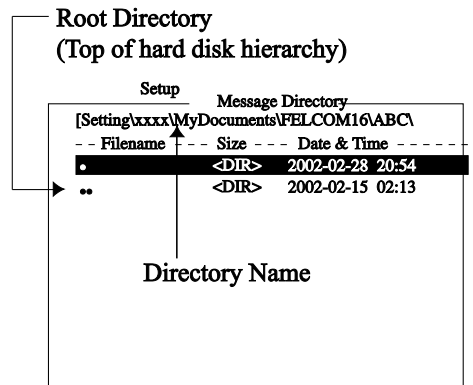 Root Directory
(Top of hard disk hierarchy)
Setup
Message Directory
[Setting\xxxx\MyDocuments\FELCOM16\ABC\
-- Filename ---- Size --- Date & Time --------
• <DIR> 2002-02-28 20:54
•• <DIR> 2002-02-15 02:13
Directory Name